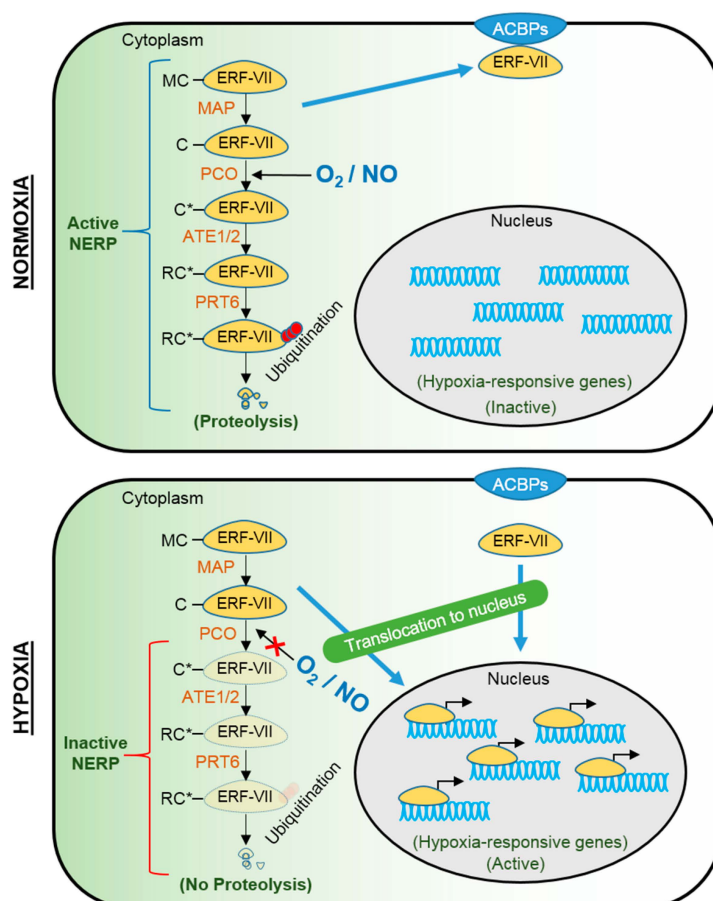 NORMOXIA
Cytoplasm
ACBPs
ERF-VII
MC
ERF-VII
MAP
C
ERF-VII
PCO
O2 / NO
C*
ERF-VII
Active
NERP
ATE1/2
RC*
ERF-VII
PRT6
RC*
ERF-VII
Ubiquitination
(Proteolysis)
Nucleus
(Hypoxia-responsive genes)
(Inactive)
HYPOXIA
Cytoplasm
ACBPs
ERF-VII
MC
ERF-VII
MAP
C
ERF-VII
PCO
O2 / NO
Translocation to nucleus
C*
ERF-VII
ATE1/2
Inactive
NERP
RC*
ERF-VII
PRT6
RC*
ERF-VII
Ubiquitination
(No Proteolysis)
Nucleus
(Hypoxia-responsive genes)
(Active)